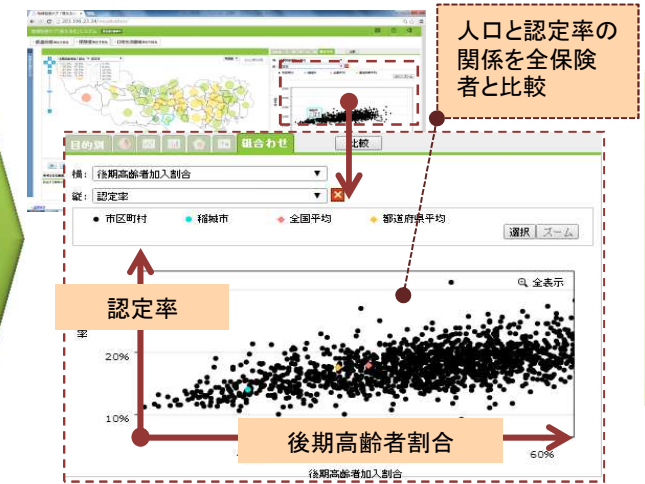 人口と認定率の
関係を全保険
者と比較
目的別
組合わせ
比較
横: 後期高齢者加入割合 ▼
縦: 認定率 ▼
● 市区町村 ● 稲城市 ◆ 全国平均 ◆ 都道府県平均
選択 ズーム
全表示
認定率
率
20%
10%
後期高齢者割合
60%
後期高齢者加入割合